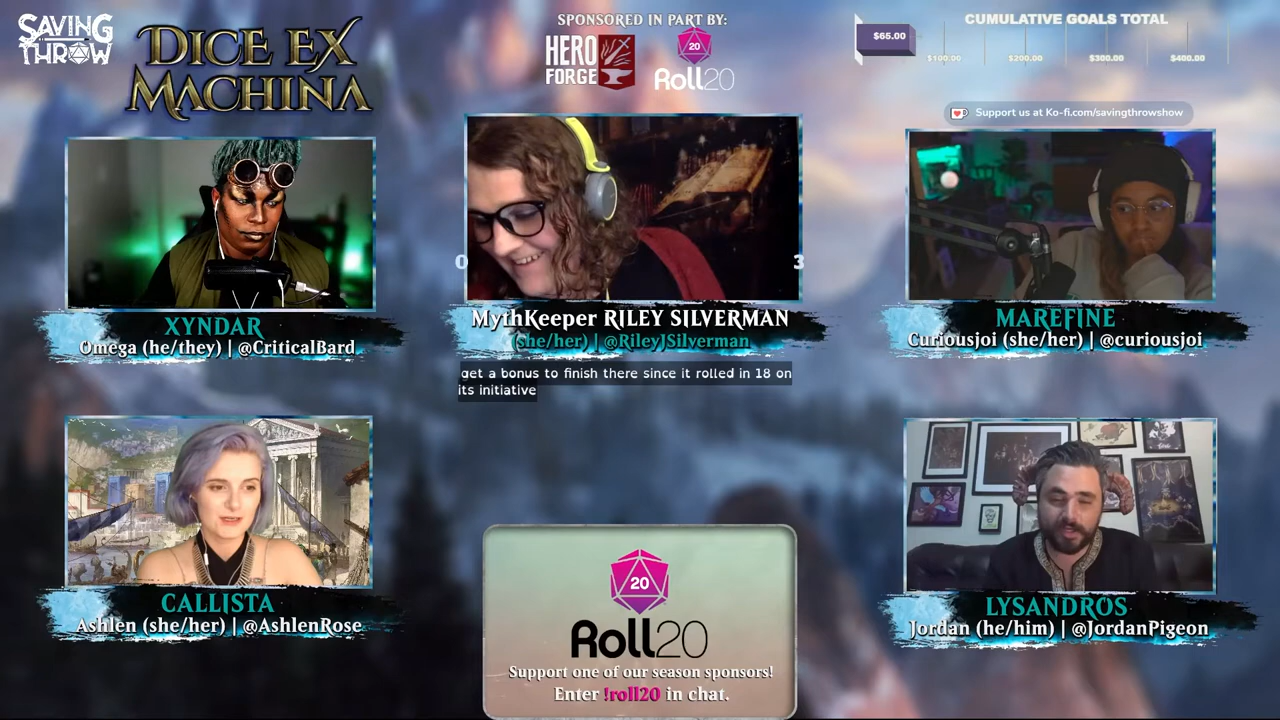 SAVING
THROW
DICE EX
MACHINA
SPONSORED IN PART BY:
HERO
FORGE
20
Roll20
CUMULATIVE GOALS TOTAL
$65.00
$100.00
$200.00
$300.00
$400.00
Support us at Ko-fi.com/savingthrowshow
0
3
XYNDAR
Omega (he/they) | @CriticalBard
MythKeeper RILEY SILVERMAN
(she/her) | @RileyJSilverman
MAREFINE
Curiousjoi (she/her) | @curiousjoi
get a bonus to finish there since it rolled in 18 on
its initiative
CALLISTA
Ashlen (she/her) | @AshlenRose
20
Roll20
Support one of our season sponsors!
Enter !roll20 in chat.
LYSANDROS
Jordan (he/him) | @JordanPigeon